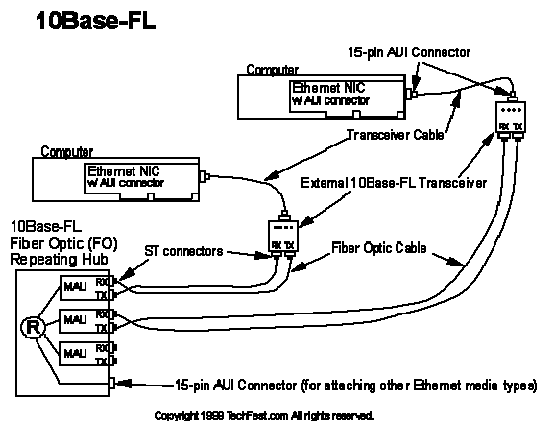 10Base-FL
15-pin AUI Connector
Computer
Ethernet NIC
w/ AUI connector
RX TX
Transceiver Cable
Computer
Ethernet NIC
w/ AUI connector
External 10Base-FL Transceiver
RX TX
10Base-FL
Fiber Optic (FO)
Repeating Hub
ST connectors
Fiber Optic Cable
MAU
RX
TX
R
MAU
RX
TX
MAU
RX
TX
15-pin AUI Connector (for attaching other Ethernet media types)
Copyright 1999 TechFest.com All rights reserved.